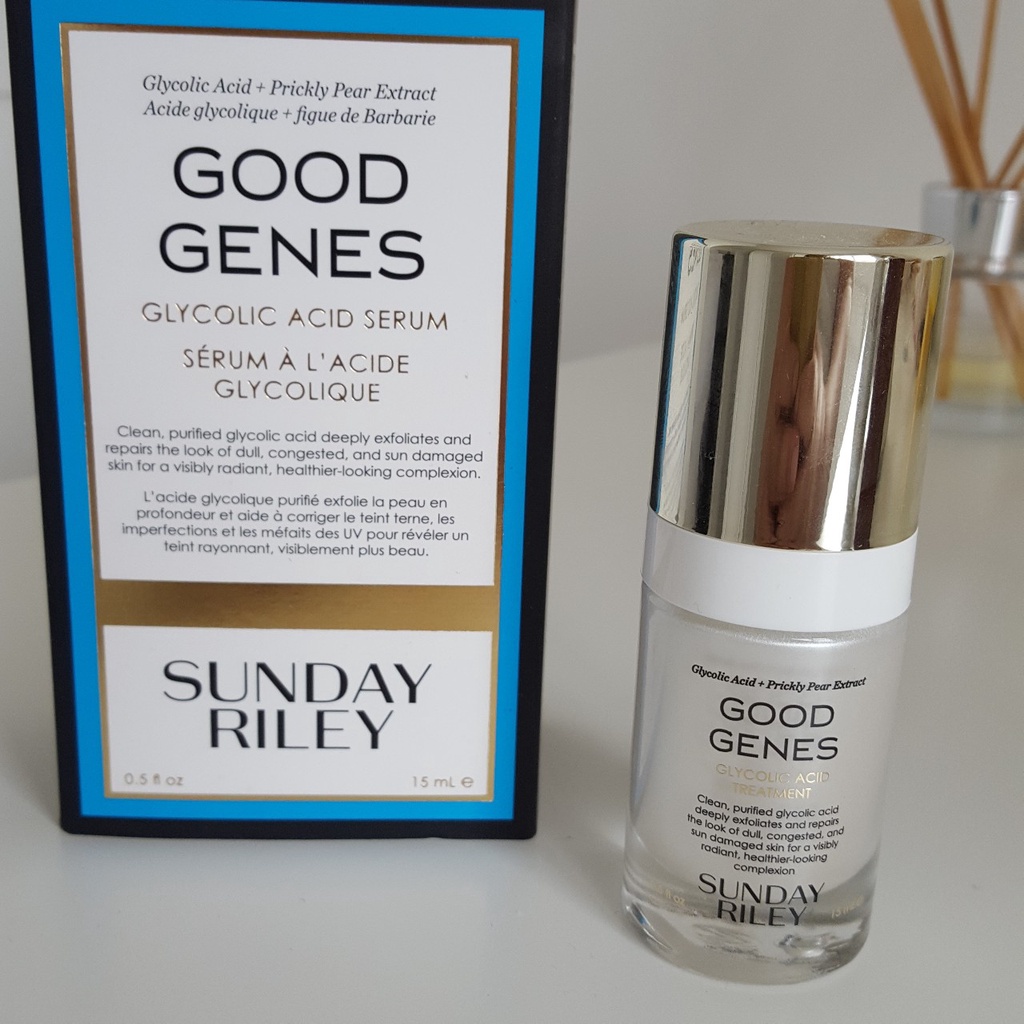 Glycolic Acid + Prickly Pear Extract
Acide glycolique + figue de Barbarie
GOOD
GENES
GLYCOLIC ACID SERUM
SÉRUM À L'ACIDE
GLYCOLIQUE
Clean, purified glycolic acid deeply exfoliates and
repairs the look of dull, congested, and sun damaged
skin for a visibly radiant, healthier-looking complexion.
L'acide glycolique purifié exfolie la peau en
profondeur et aide à corriger le teint terne, les
imperfections et les méfaits des UV pour révéler un
teint rayonnant, visiblement plus beau.
SUNDAY
RILEY
0.5 fl oz 15 mL e
Glycolic Acid + Prickly Pear Extract
GOOD
GENES
GLYCOLIC ACID
TREATMENT
Clean, purified glycolic acid
deeply exfoliates and repairs
the look of dull, congested, and
sun damaged skin for a visibly
radiant, healthier-looking
complexion
SUNDAY
RILEY